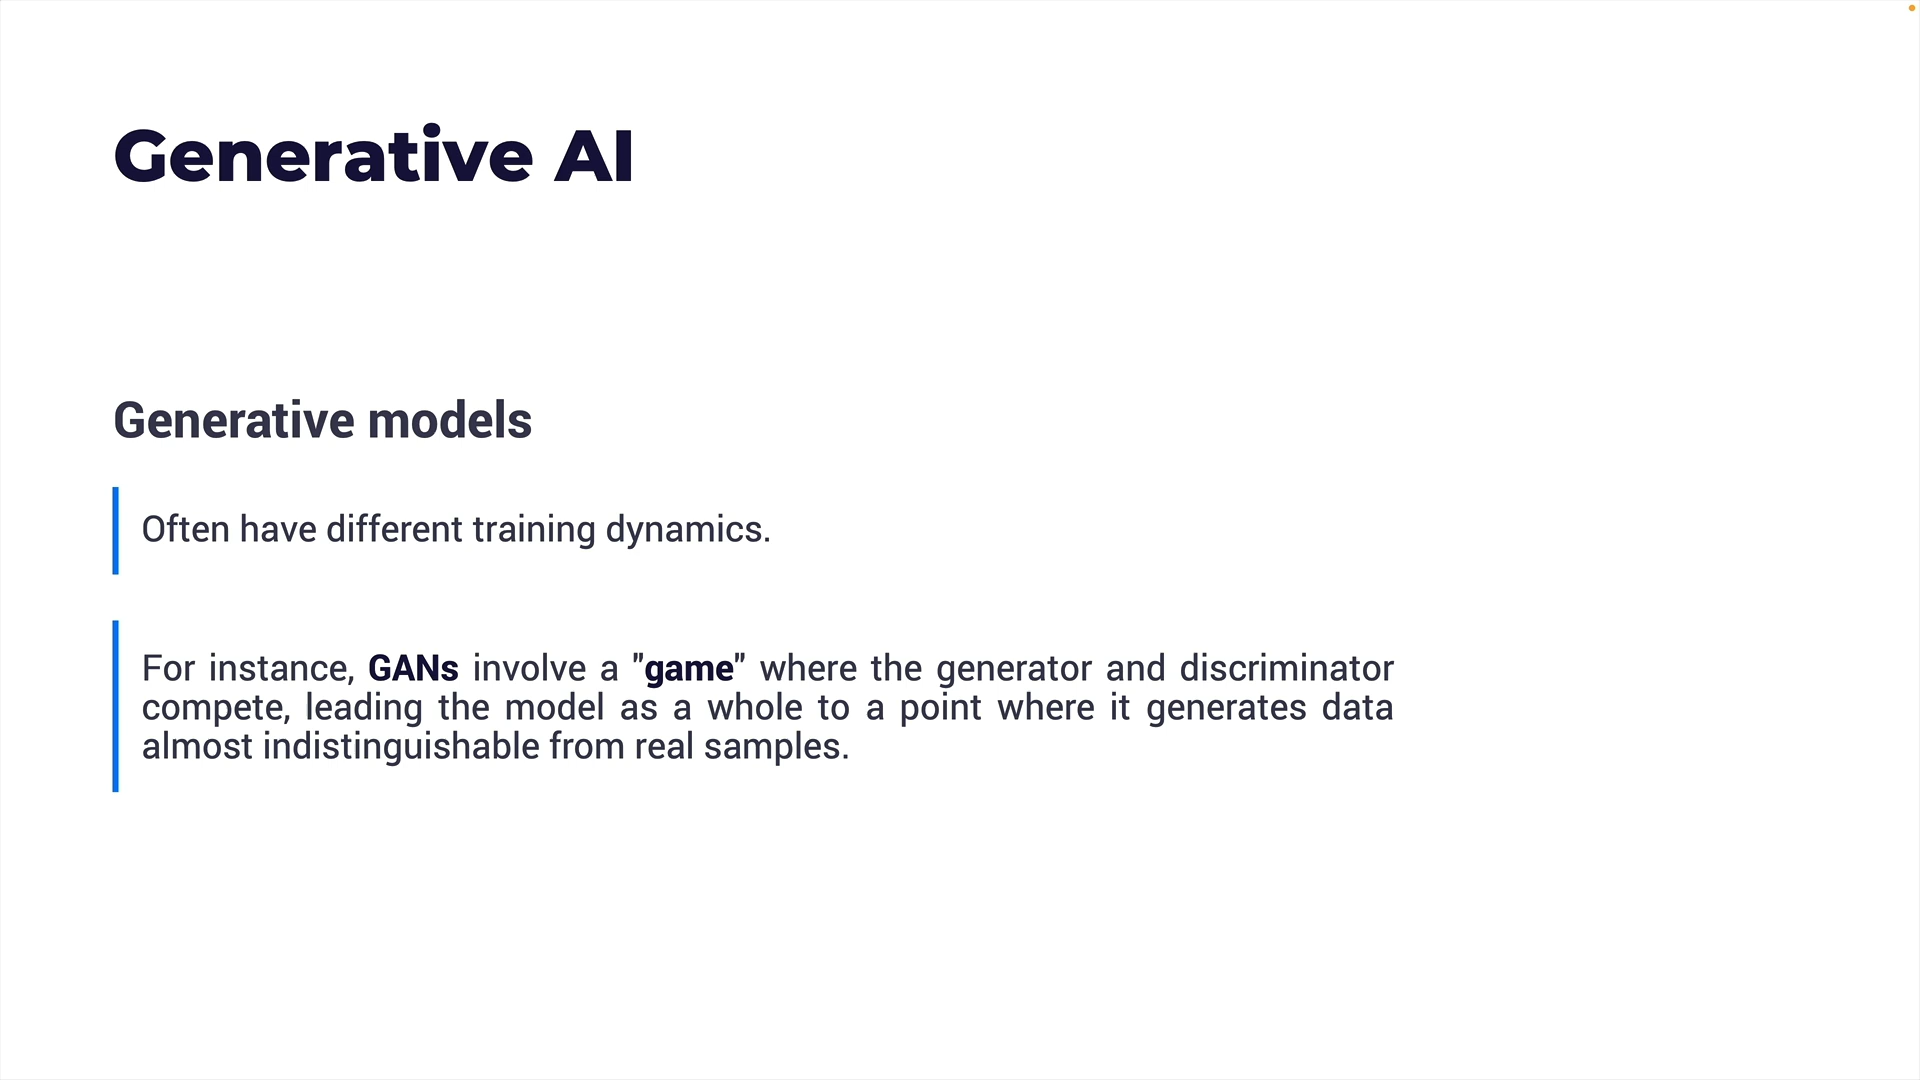 Generative AI
Generative models
Often have different training dynamics.
For instance, GANs involve a "game" where the generator and discriminator
compete, leading the model as a whole to a point where it generates data
almost indistinguishable from real samples.